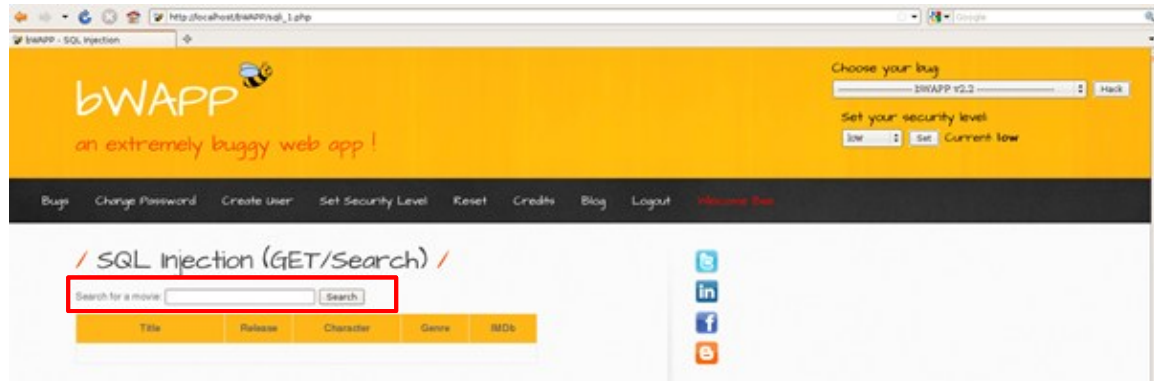 http://localhost/bWAPP/sqli_1.php
Google
bWAPP - SQL Injection
bWAPP
an extremely buggy web app !
Choose your bug
bWAPP v2.2
Hack
Set your security level:
low
Set
Current low
Bugs
Change Password
Create User
Set Security Level
Reset
Credits
Blog
Logout
Welcome Bee
/ SQL Injection (GET/Search) /
Search for a movie:
Search
Title
Release
Character
Genre
IMDb
in
f